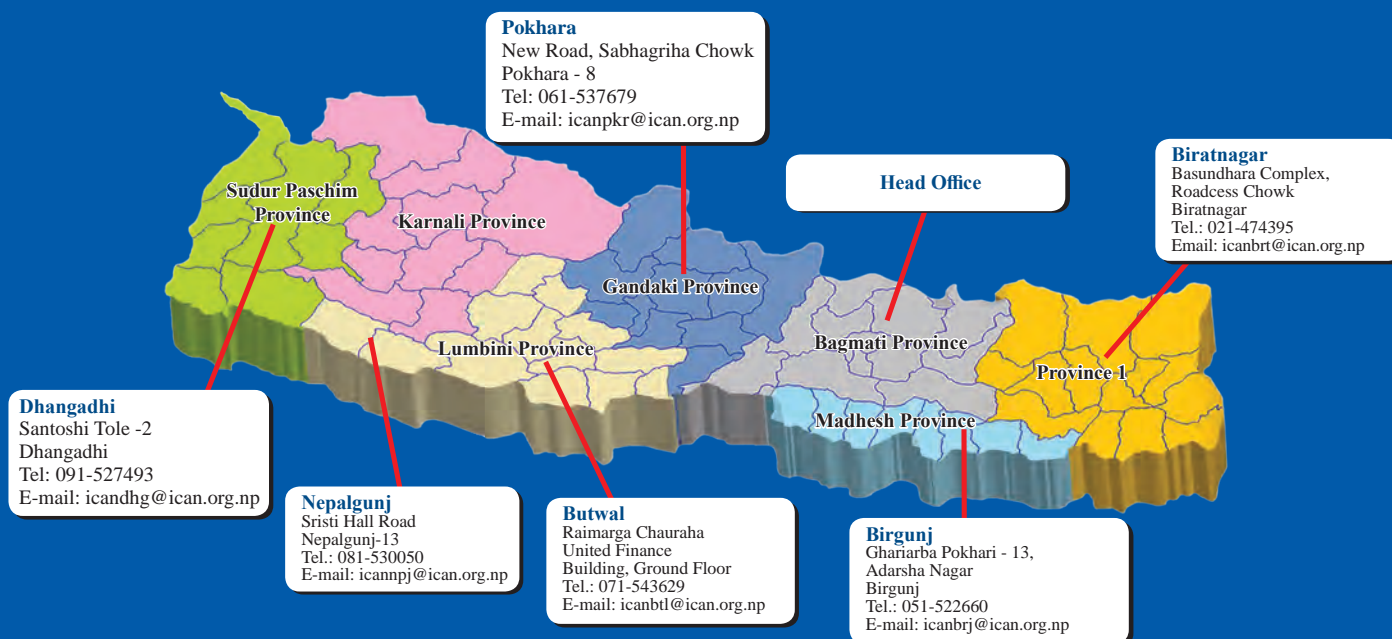 Pokhara
New Road, Sabhagriha Chowk
Pokhara - 8
Tel: 061-537679
E-mail: icanpkr@ican.org.np
Head Office
Biratnagar
Basundhara Complex,
Roadcess Chowk
Biratnagar
Tel.: 021-474395
Email: icanbrt@ican.org.np
Sudur Paschim
Province
Karnali Province
Gandaki Province
Lumbini Province
Bagmati Province
Province 1
Madhesh Province
Dhangadhi
Santoshi Tole -2
Dhangadhi
Tel: 091-527493
E-mail: icandhg@ican.org.np
Nepalgunj
Sristi Hall Road
Nepalgunj-13
Tel.: 081-530050
E-mail: icannpj@ican.org.np
Butwal
Raimarga Chauraha
United Finance
Building, Ground Floor
Tel.: 071-543629
E-mail: icanbtl@ican.org.np
Birgunj
Ghariarba Pokhari - 13,
Adarsha Nagar
Birgunj
Tel.: 051-522660
E-mail: icanbrj@ican.org.np